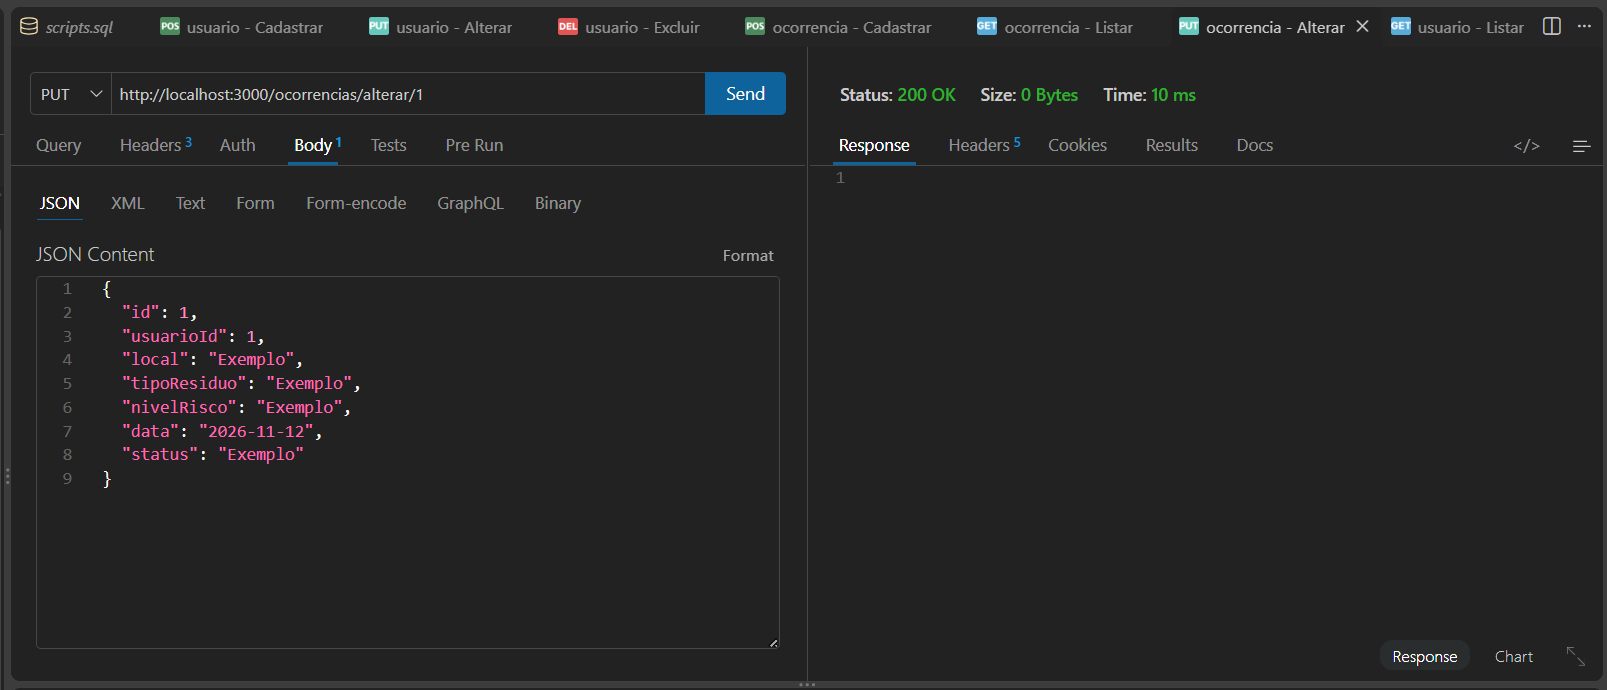 scripts.sql POS usuario - Cadastrar PUT usuario - Alterar DEL usuario - Excluir POS ocorrencia - Cadastrar GET ocorrencia - Listar PUT ocorrencia - Alterar GET usuario - Listar
PUT http://localhost:3000/ocorrencias/alterar/1 Send
Query Headers 3 Auth Body 1 Tests Pre Run
JSON XML Text Form Form-encode GraphQL Binary
JSON Content Format
1 {
2 "id": 1,
3 "usuarioId": 1,
4 "local": "Exemplo",
5 "tipoResiduo": "Exemplo",
6 "nivelRisco": "Exemplo",
7 "data": "2026-11-12",
8 "status": "Exemplo"
9 }
Status: 200 OK Size: 0 Bytes Time: 10 ms
Response Headers 5 Cookies Results Docs </>
1
Response Chart